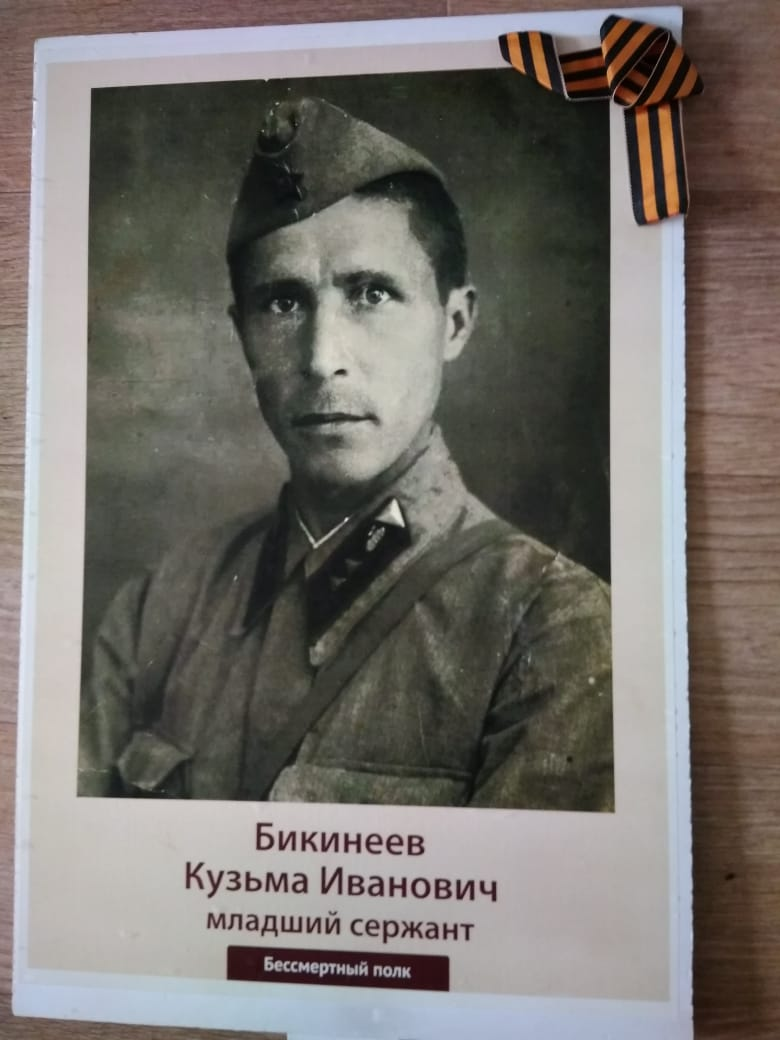 Бикинеев
Кузьма Иванович
младший сержант
Бессмертный полк